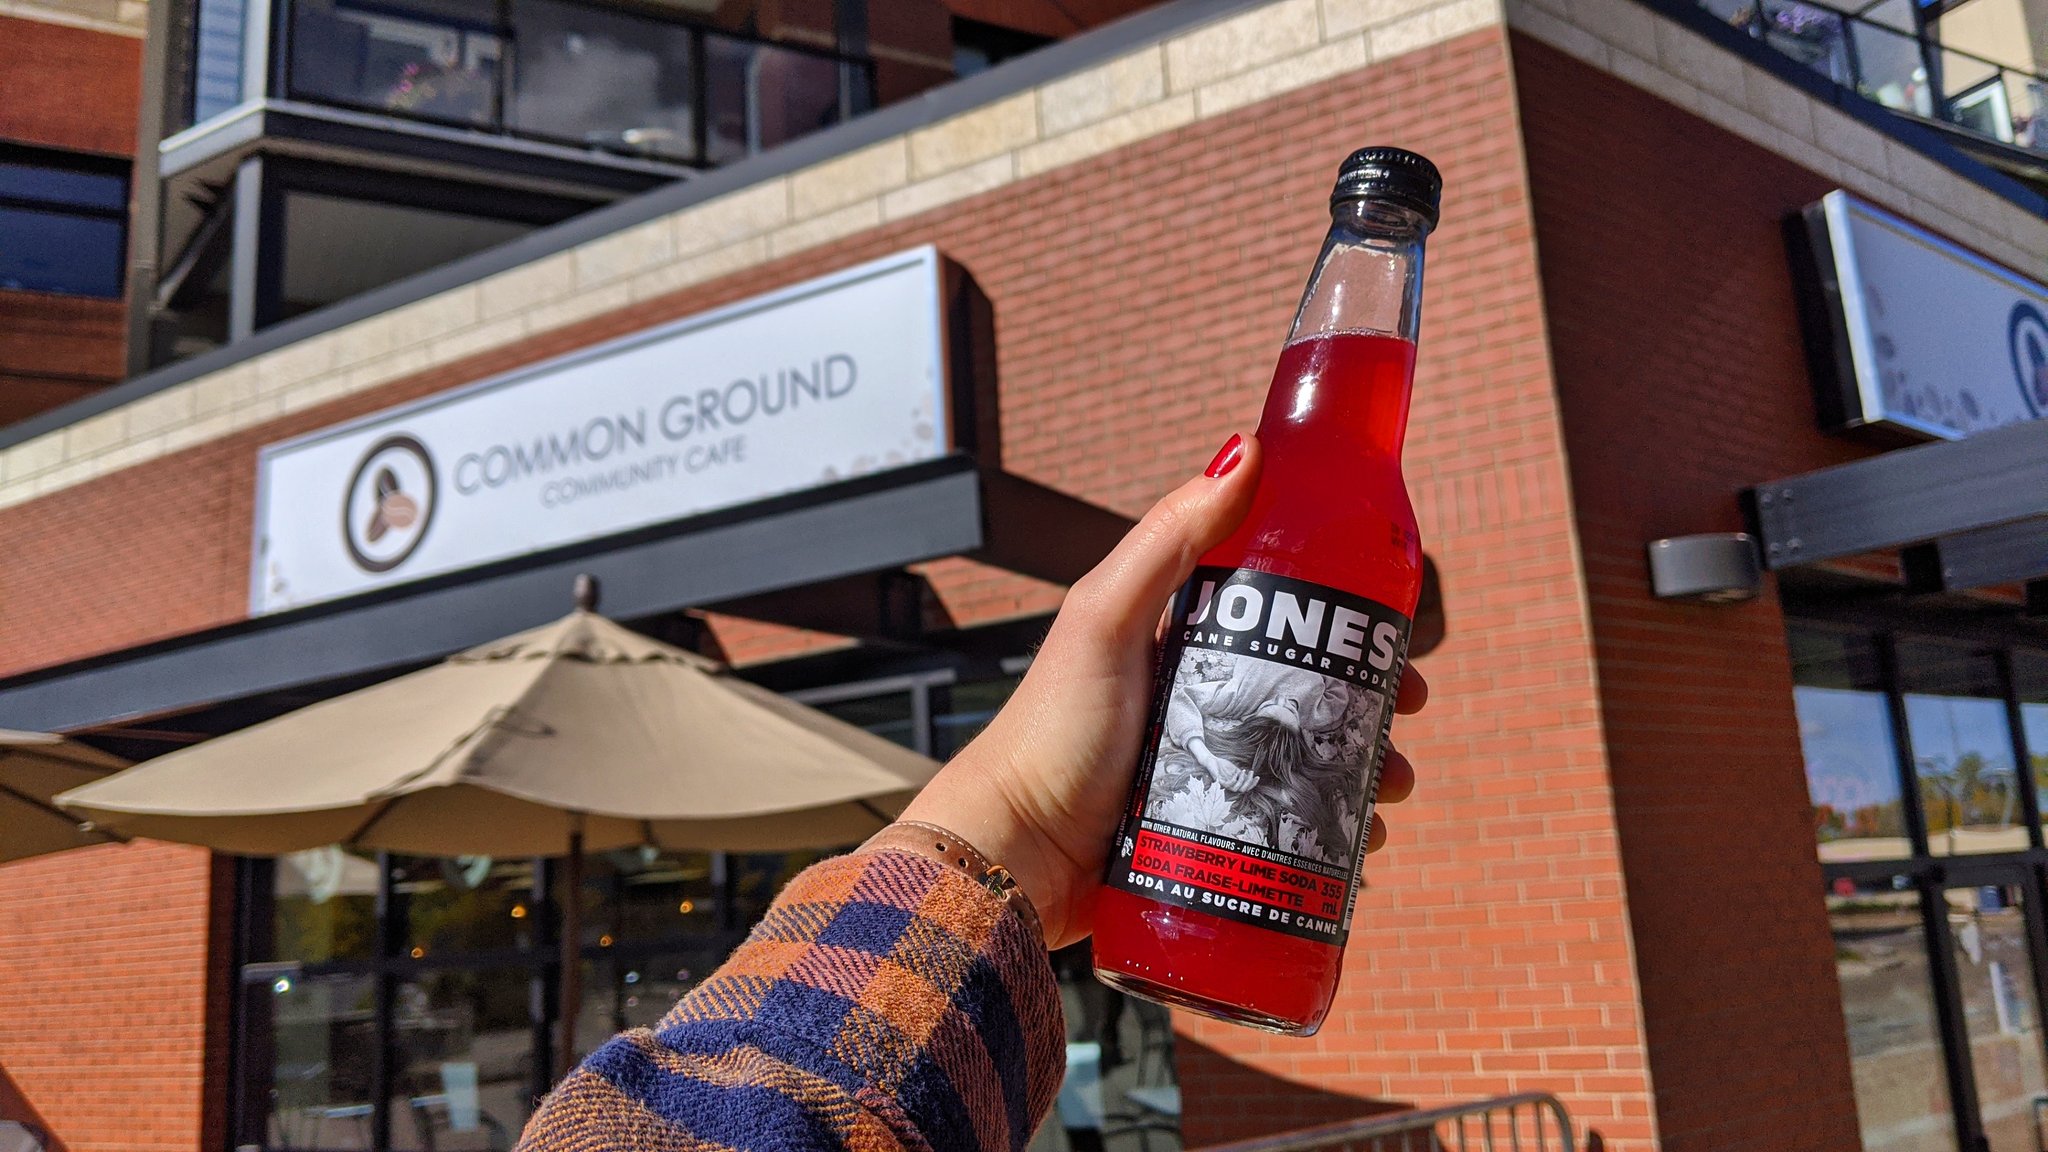 COMMON GROUND
COMMUNITY CAFE
JONES
CANE SUGAR SODA
WITH OTHER NATURAL FLAVOURS - AVEC D'AUTRES ESSENCES NATURELLES
STRAWBERRY LIME SODA 355
SODA FRAISE-LIMETTE mL
SODA AU SUCRE DE CANNE